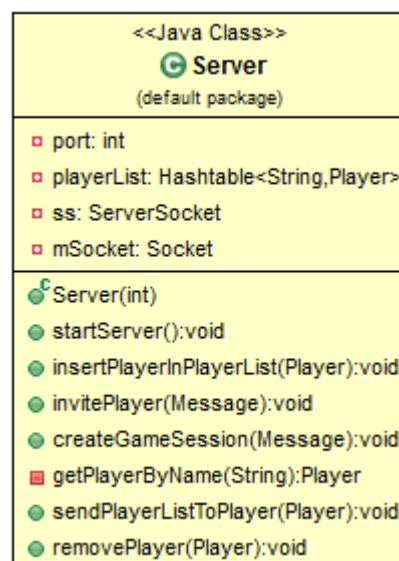 <<Java Class>>
C Server
(default package)
port: int
playerList: Hashtable<String,Player>
ss: ServerSocket
mSocket: Socket
C Server(int)
startServer():void
insertPlayerInPlayerList(Player):void
invitePlayer(Message):void
createGameSession(Message):void
getPlayerByName(String):Player
sendPlayerListToPlayer(Player):void
removePlayer(Player):void